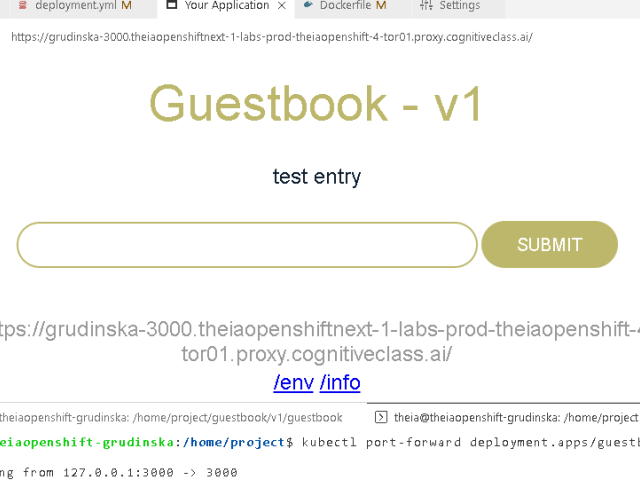 deployment.yml M Your Application × Dockerfile M Settings
https://grudinska-3000.theiaopenshiftnext-1-labs-prod-theiaopenshift-4-tor01.proxy.cognitiveclass.ai/
Guestbook - v1
test entry
SUBMIT
tps://grudinska-3000.theiaopenshiftnext-1-labs-prod-theiaopenshift-4
tor01.proxy.cognitiveclass.ai/
/env /info
theiaopenshift-grudinska: /home/project/guestbook/v1/guestbook theia@theiaopenshift-grudinska: /home/project
eiaopenshift-grudinska:/home/project$ kubectl port-forward deployment.apps/guestb
ng from 127.0.0.1:3000 -> 3000